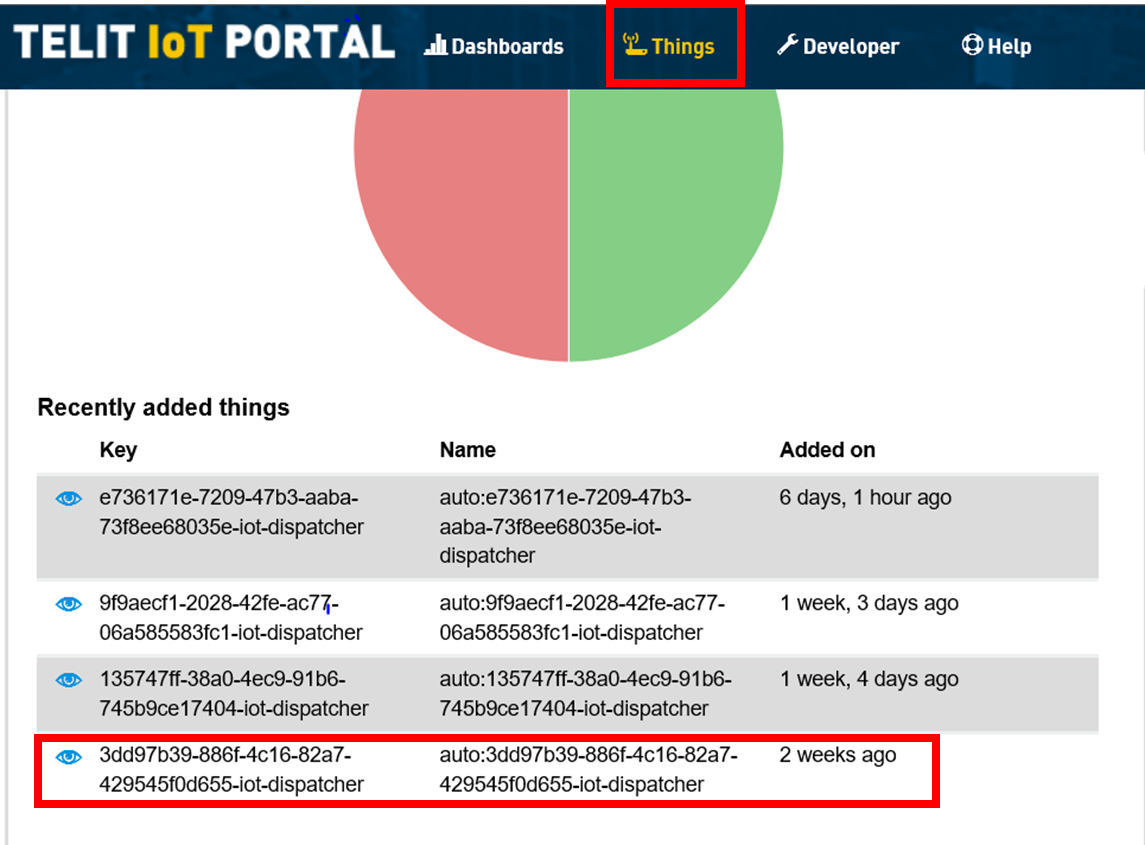 TELIT IoT PORTAL Dashboards Things Developer Help
Recently added things
Key Name Added on
e736171e-7209-47b3-aaba- auto:e736171e-7209-47b3- 6 days, 1 hour ago
73f8ee68035e-iot-dispatcher aaba-73f8ee68035e-iot-
dispatcher
9f9aecf1-2028-42fe-ac77- auto:9f9aecf1-2028-42fe-ac77- 1 week, 3 days ago
06a585583fc1-iot-dispatcher 06a585583fc1-iot-dispatcher
135747ff-38a0-4ec9-91b6- auto:135747ff-38a0-4ec9-91b6- 1 week, 4 days ago
745b9ce17404-iot-dispatcher 745b9ce17404-iot-dispatcher
3dd97b39-886f-4c16-82a7- auto:3dd97b39-886f-4c16-82a7- 2 weeks ago
429545f0d655-iot-dispatcher 429545f0d655-iot-dispatcher